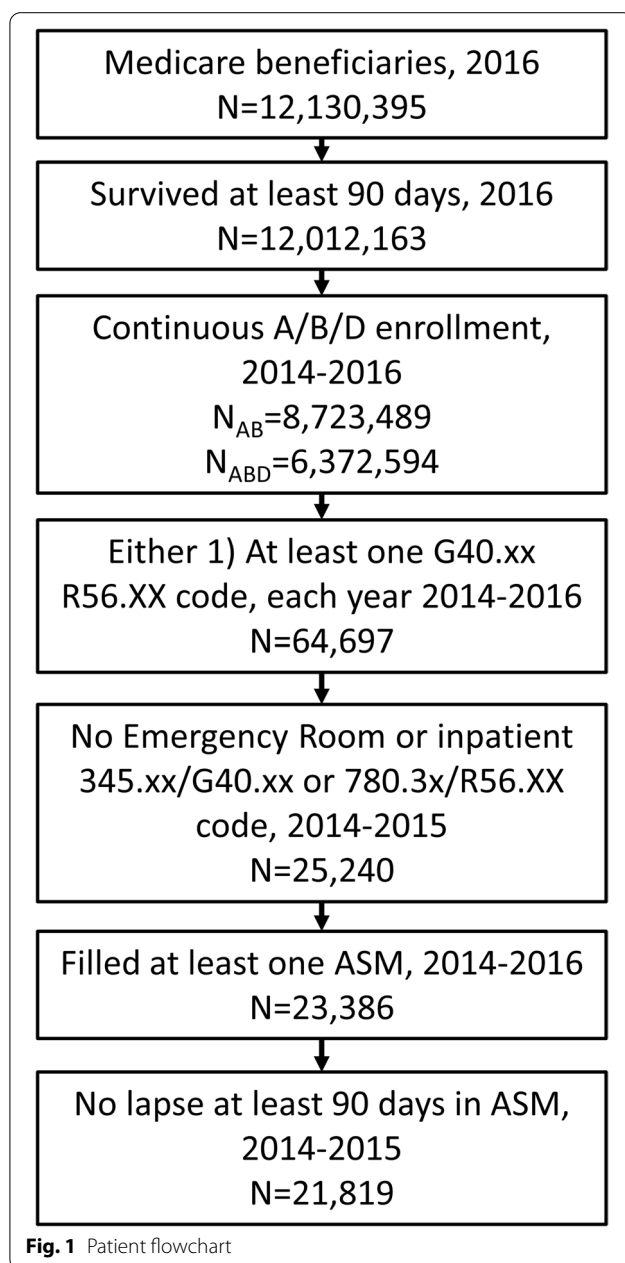 Medicare beneficiaries, 2016
N=12,130,395
Survived at least 90 days, 2016
N=12,012,163
Continuous A/B/D enrollment,
2014-2016
N_AB=8,723,489
N_ABD=6,372,594
Either 1) At least one G40.xx
R56.XX code, each year 2014-2016
N=64,697
No Emergency Room or inpatient
345.xx/G40.xx or 780.3x/R56.XX
code, 2014-2015
N=25,240
Filled at least one ASM, 2014-2016
N=23,386
No lapse at least 90 days in ASM,
2014-2015
N=21,819
Fig. 1 Patient flowchart